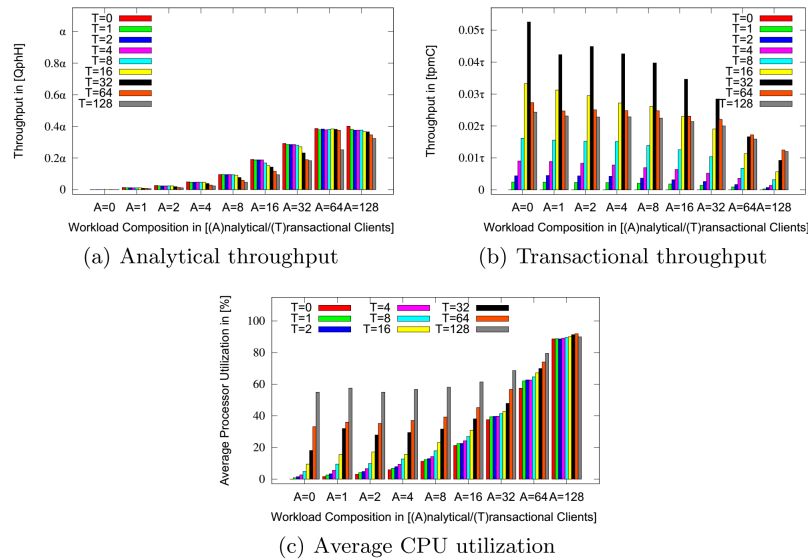 Throughput in [QphH]
α
0.8α
0.6α
0.4α
0.2α
0
T=0
T=1
T=2
T=4
T=8
T=16
T=32
T=64
T=128
A=0 A=1 A=2 A=4 A=8 A=16 A=32 A=64 A=128
Workload Composition in [(A)nalytical/(T)ransactional Clients]
(a) Analytical throughput
Throughput in [tpmC]
0.05τ
0.04τ
0.03τ
0.02τ
0.01τ
0
T=0
T=1
T=2
T=4
T=8
T=16
T=32
T=64
T=128
A=0 A=1 A=2 A=4 A=8 A=16 A=32 A=64 A=128
Workload Composition in [(A)nalytical/(T)ransactional Clients]
(b) Transactional throughput
Average Processor Utilization in [%]
100
80
60
40
20
0
T=0 T=4 T=32
T=1 T=8 T=64
T=2 T=16 T=128
A=0 A=1 A=2 A=4 A=8 A=16 A=32 A=64 A=128
Workload Composition in [(A)nalytical/(T)ransactional Clients]
(c) Average CPU utilization